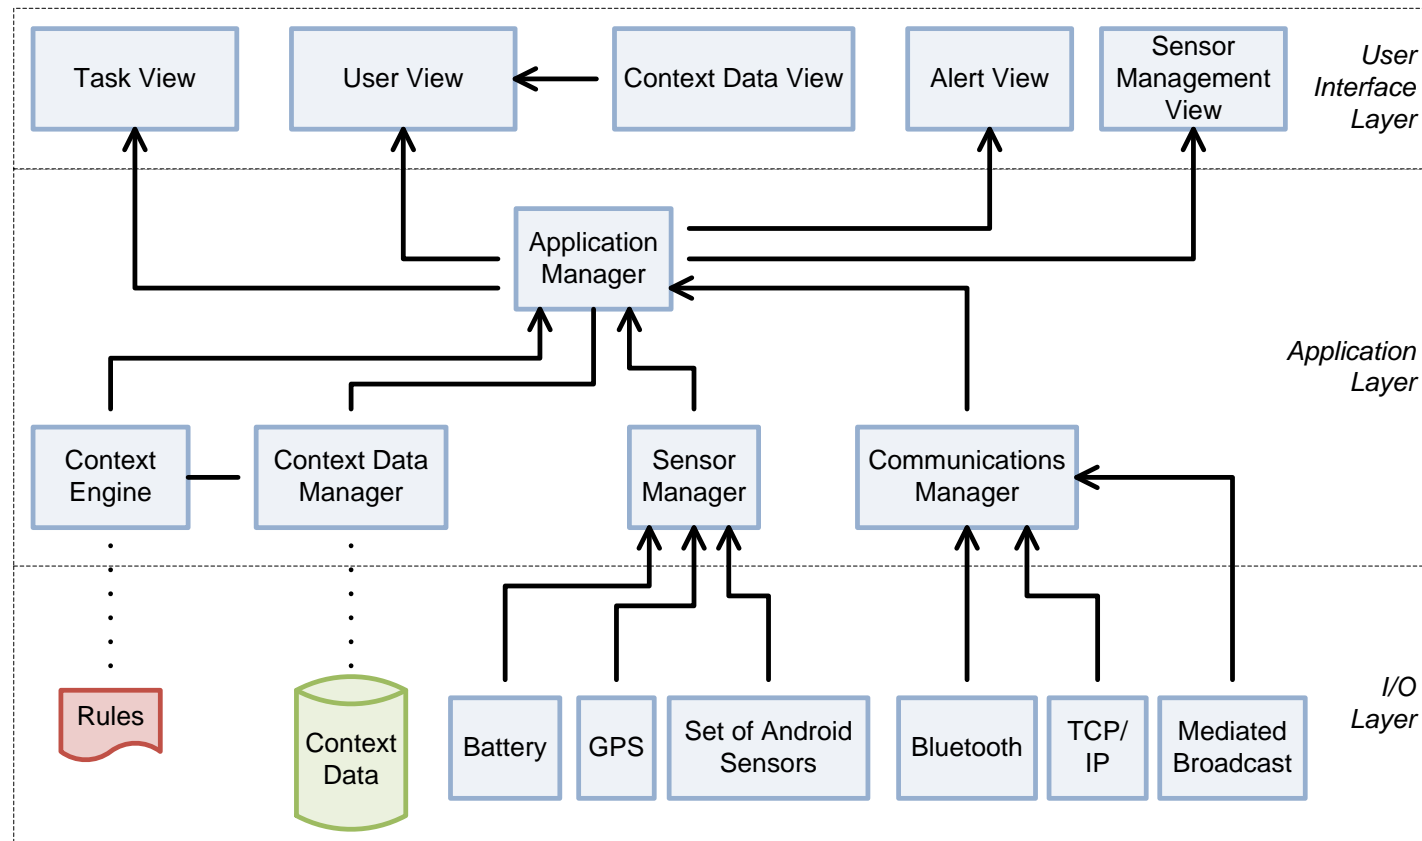 Task View
User View
Context Data View
Alert View
Sensor
Management
View
User
Interface
Layer
Application
Manager
Application
Layer
Context
Engine
Context Data
Manager
Sensor
Manager
Communications
Manager
I/O
Layer
Rules
Context
Data
Battery
GPS
Set of Android
Sensors
Bluetooth
TCP/
IP
Mediated
Broadcast